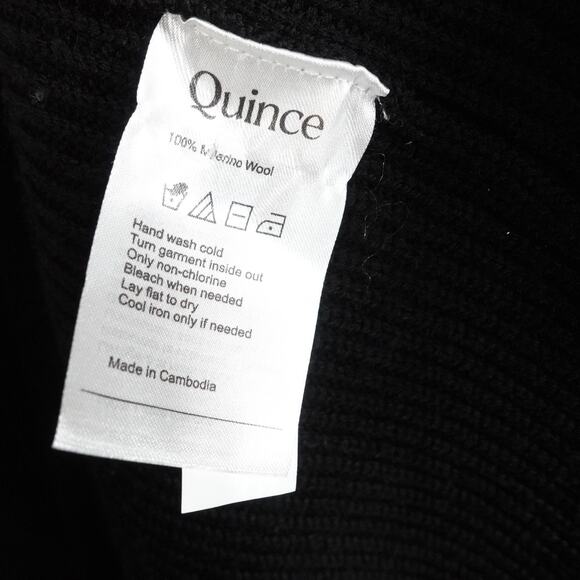 Quince
100% Merino Wool
Hand wash cold
Turn garment inside out
Only non-chlorine
Bleach when needed
Lay flat to dry
Cool iron only if needed
Made in Cambodia